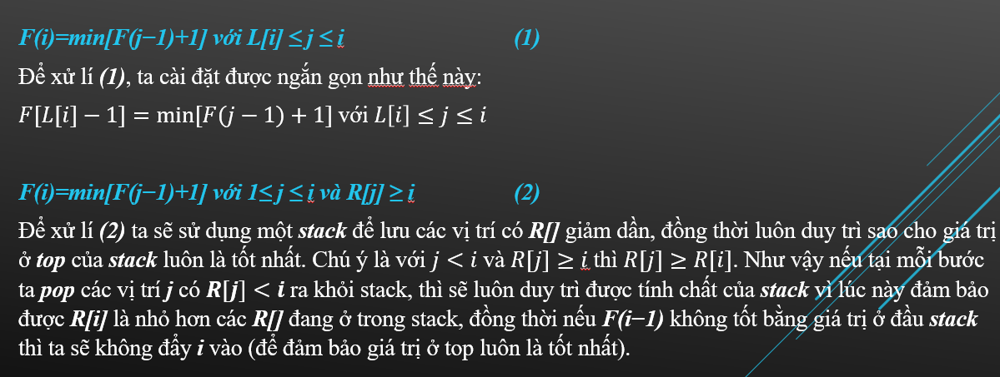 F(i)=min[F(j−1)+1] với L[i] ≤ j ≤ i (1)
Để xử lí (1), ta cài đặt được ngắn gọn như thế này:
F[L[i] − 1] = min[F(j − 1) + 1] với L[i] ≤ j ≤ i
F(i)=min[F(j−1)+1] với 1≤ j ≤ i và R[j] ≥ i (2)
Để xử lí (2) ta sẽ sử dụng một stack để lưu các vị trí có R[] giảm dần, đồng thời luôn duy trì sao cho giá trị
ở top của stack luôn là tốt nhất. Chú ý là với j < i và R[j] ≥ i thì R[j] ≥ R[i]. Như vậy nếu tại mỗi bước
ta pop các vị trí j có R[j] < i ra khỏi stack, thì sẽ luôn duy trì được tính chất của stack vì lúc này đảm bảo
được R[i] là nhỏ hơn các R[] đang ở trong stack, đồng thời nếu F(i−1) không tốt bằng giá trị ở đầu stack
thì ta sẽ không đẩy i vào (để đảm bảo giá trị ở top luôn là tốt nhất).